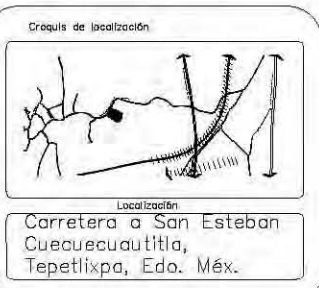 Croquis de localización
Localización
Carretera a San Esteban
Cuecuecuautitla,
Tepetlixpa, Edo. Méx.